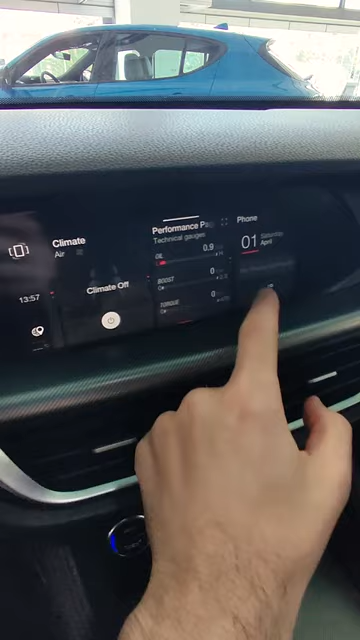 Climate
Air
13:57
Climate Off
Performance Pa
Technical gauges
OIL
0.9
BOOST
0
TORQUE
0
Phone
01
Saturday
April